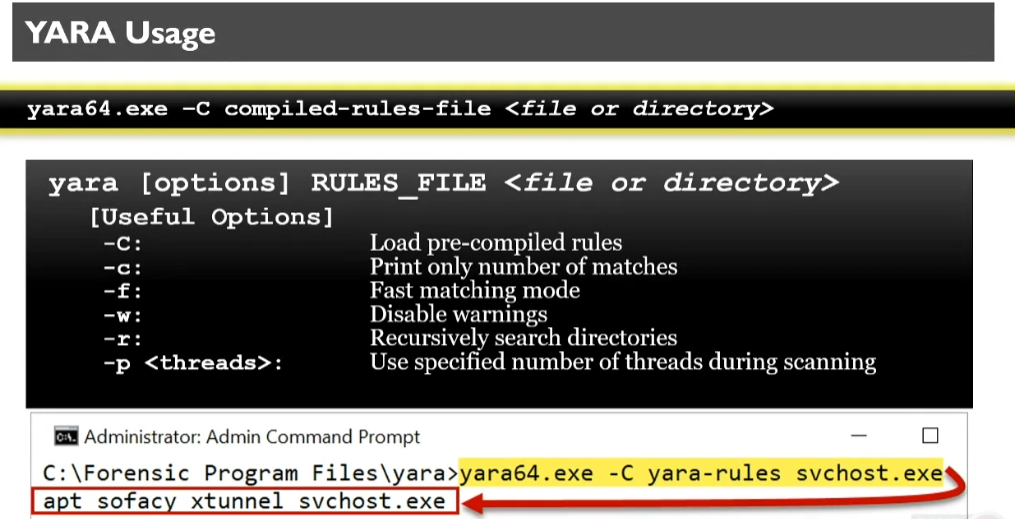 YARA Usage
yara64.exe –C compiled-rules-file <file or directory>
yara [options] RULES_FILE <file or directory>
[Useful Options]
-C: Load pre-compiled rules
-c: Print only number of matches
-f: Fast matching mode
-w: Disable warnings
-r: Recursively search directories
-p <threads>: Use specified number of threads during scanning
Administrator: Admin Command Prompt
C:\Forensic Program Files\yara>yara64.exe -C yara-rules svchost.exe
apt sofacy xtunnel svchost.exe